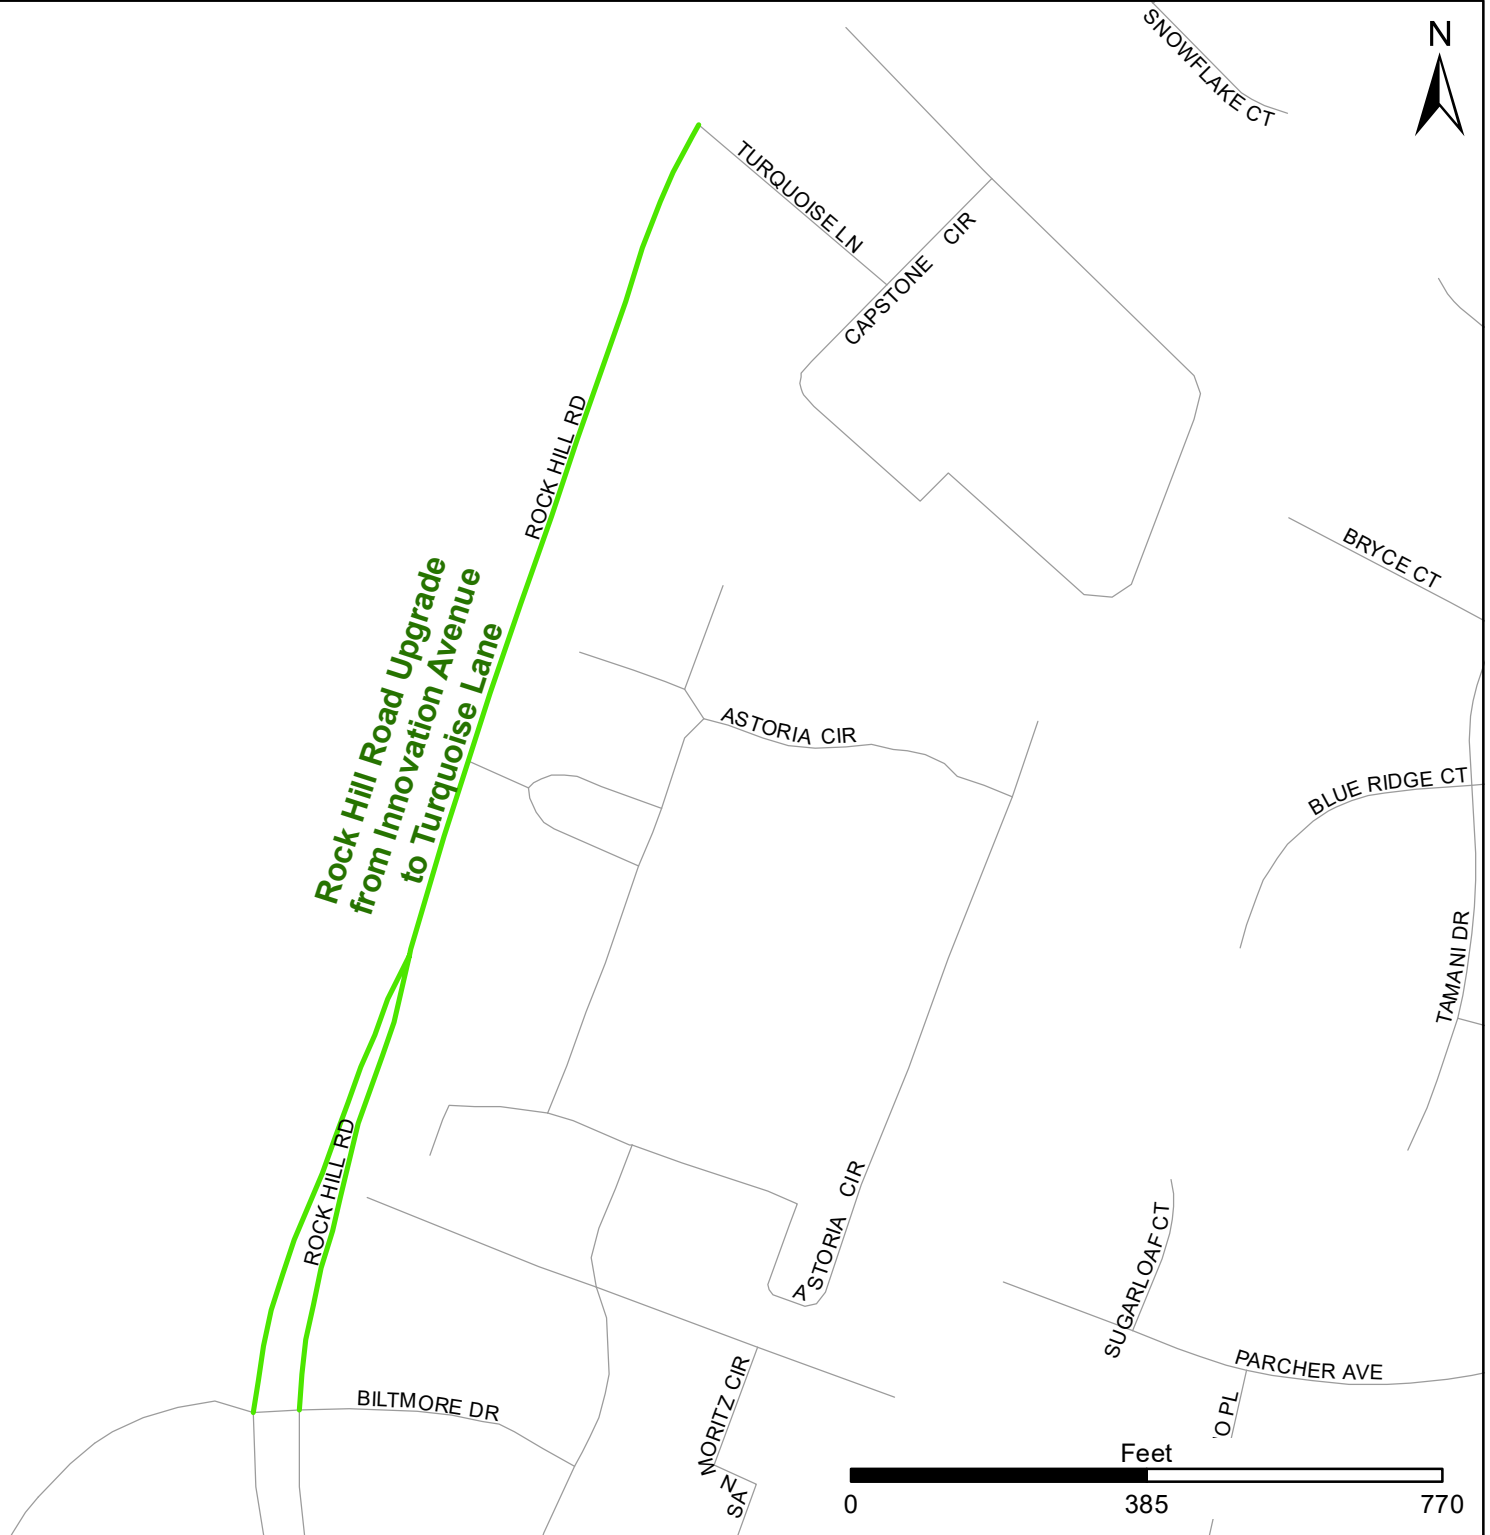 SNOWFLAKE CT
N
TURQUOISE LN
CAPSTONE CIR
ROCK HILL RD
BRYCE CT
Rock Hill Road Upgrade
from Innovation Avenue
to Turquoise Lane
ASTORIA CIR
BLUE RIDGE CT
TAMANI DR
ROCK HILL RD
ASTORIA CIR
SUGARLOAF CT
PARCHER AVE
BILTMORE DR
MORITZ CIR
O PL
N
SA
Feet
0 385 770